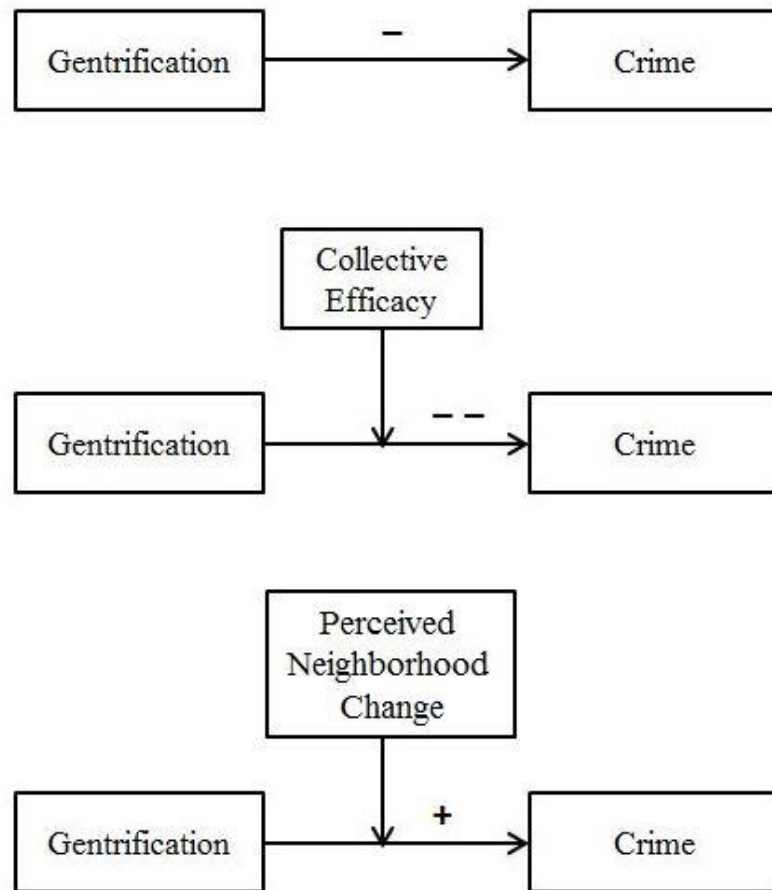 –
Gentrification
Crime
Collective
Efficacy
– –
Gentrification
Crime
Perceived
Neighborhood
Change
+
Gentrification
Crime